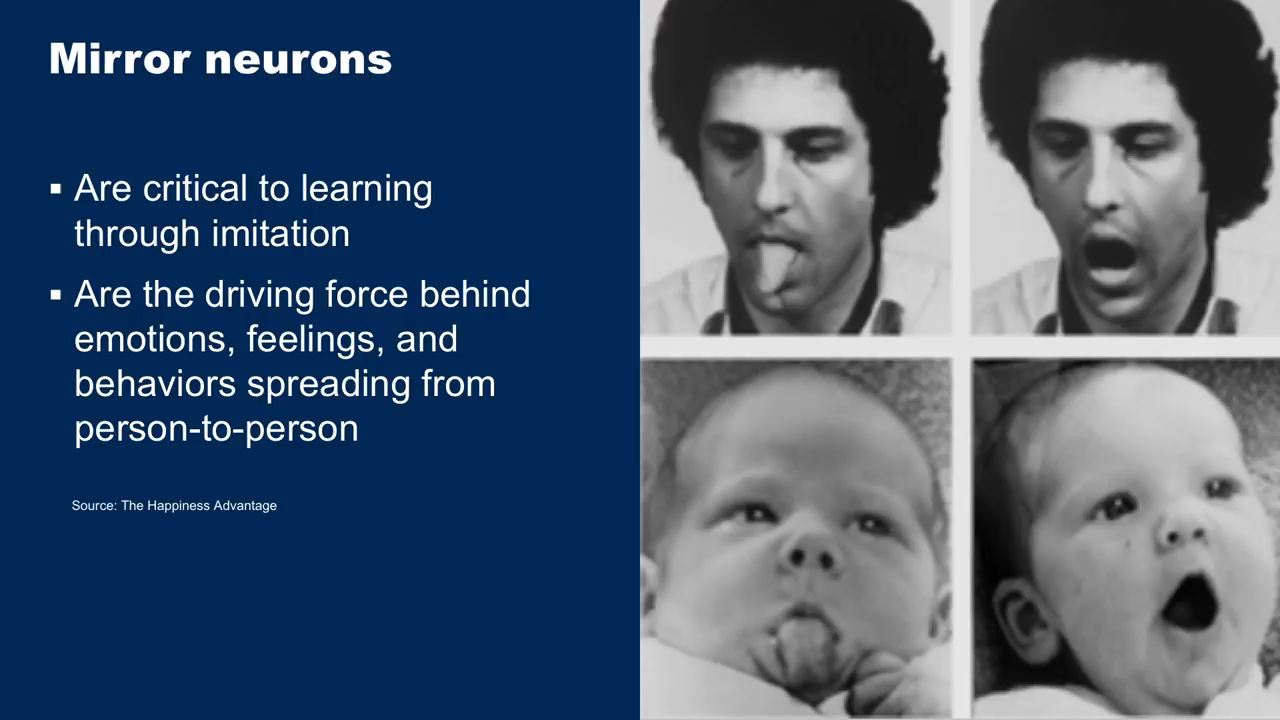 Mirror neurons
▪ Are critical to learning
through imitation
▪ Are the driving force behind
emotions, feelings, and
behaviors spreading from
person-to-person
Source: The Happiness Advantage